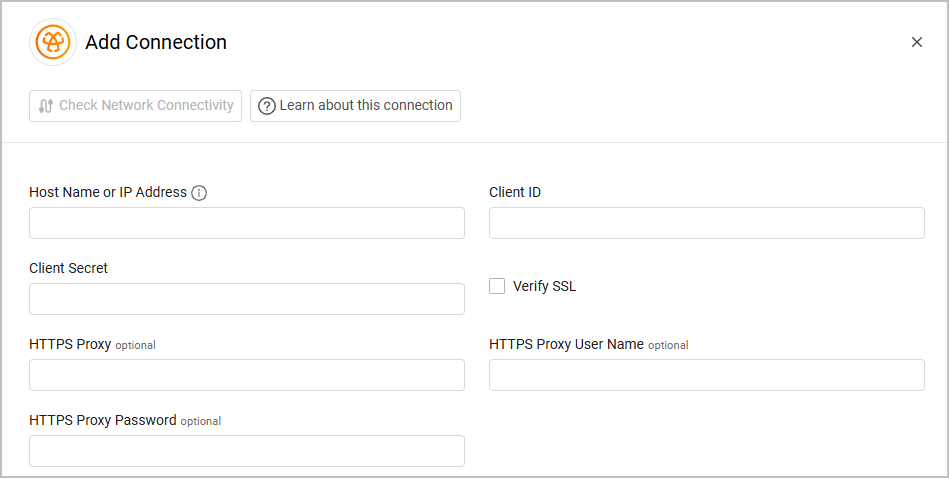 Add Connection
Check Network Connectivity
Learn about this connection
Host Name or IP Address
Client ID
Client Secret
Verify SSL
HTTPS Proxy optional
HTTPS Proxy User Name optional
HTTPS Proxy Password optional